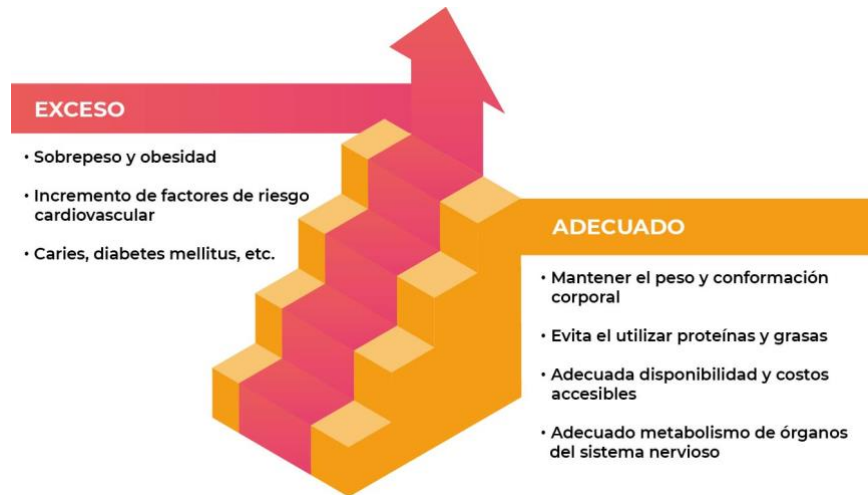 EXCESO
• Sobrepeso y obesidad
• Incremento de factores de riesgo
cardiovascular
• Caries, diabetes mellitus, etc.
ADECUADO
• Mantener el peso y conformación
corporal
• Evita el utilizar proteínas y grasas
• Adecuada disponibilidad y costos
accesibles
• Adecuado metabolismo de órganos
del sistema nervioso